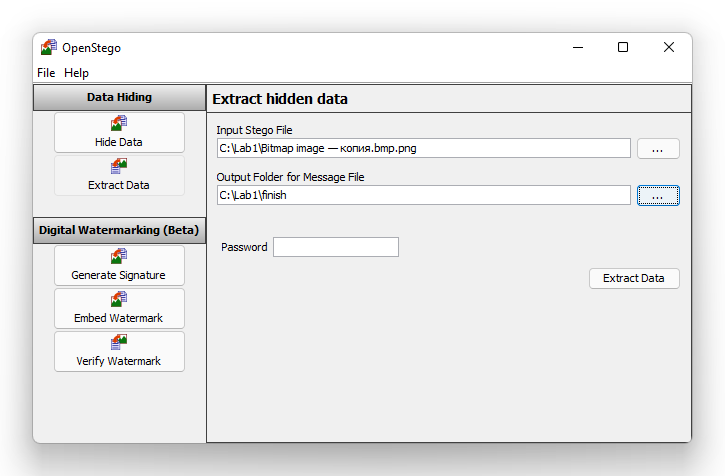 OpenStego
File Help
Data Hiding
Hide Data
Extract Data
Digital Watermarking (Beta)
Generate Signature
Embed Watermark
Verify Watermark
Extract hidden data
Input Stego File
C:\Lab1\Bitmap image — копия.bmp.png
...
Output Folder for Message File
C:\Lab1\finish
...
Password
Extract Data